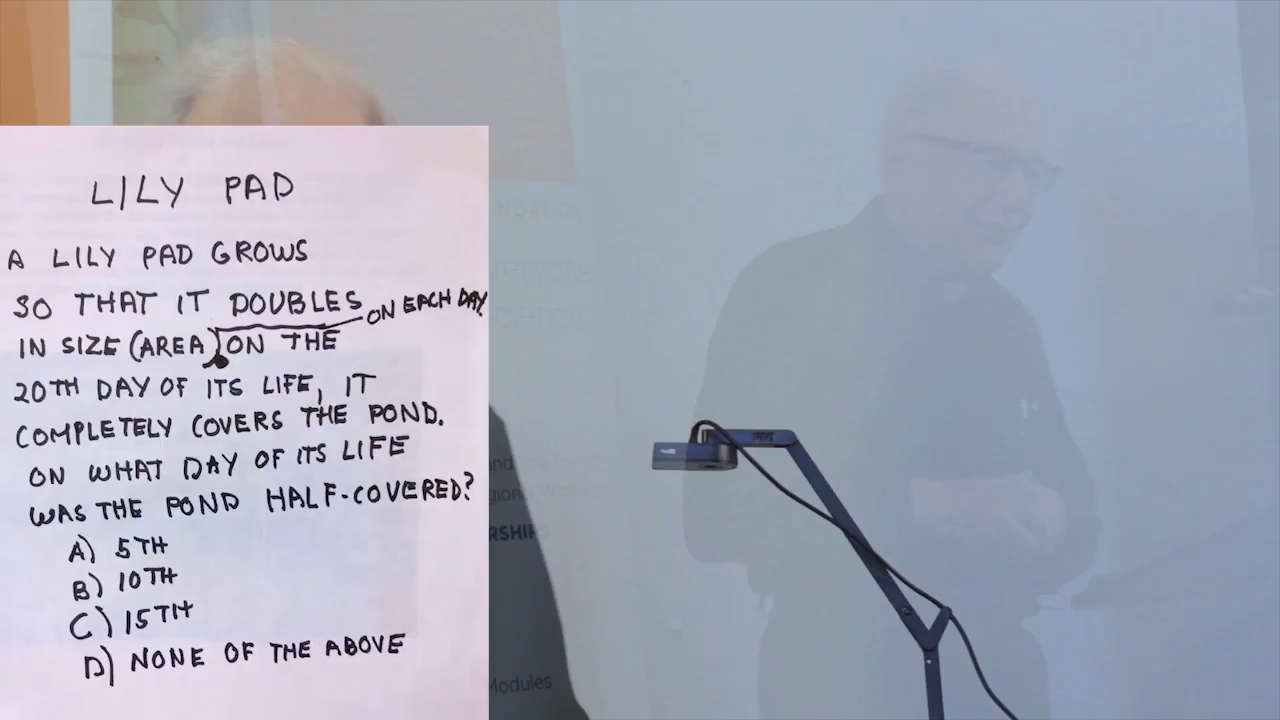 LILY PAD
A LILY PAD GROWS
SO THAT IT DOUBLES
ON EACH DAY.
IN SIZE (AREA) ON THE
20TH DAY OF ITS LIFE, IT
COMPLETELY COVERS THE POND.
ON WHAT DAY OF ITS LIFE
WAS THE POND HALF-COVERED?
A) 5TH
B) 10TH
C) 15TH
D) NONE OF THE ABOVE
Modules